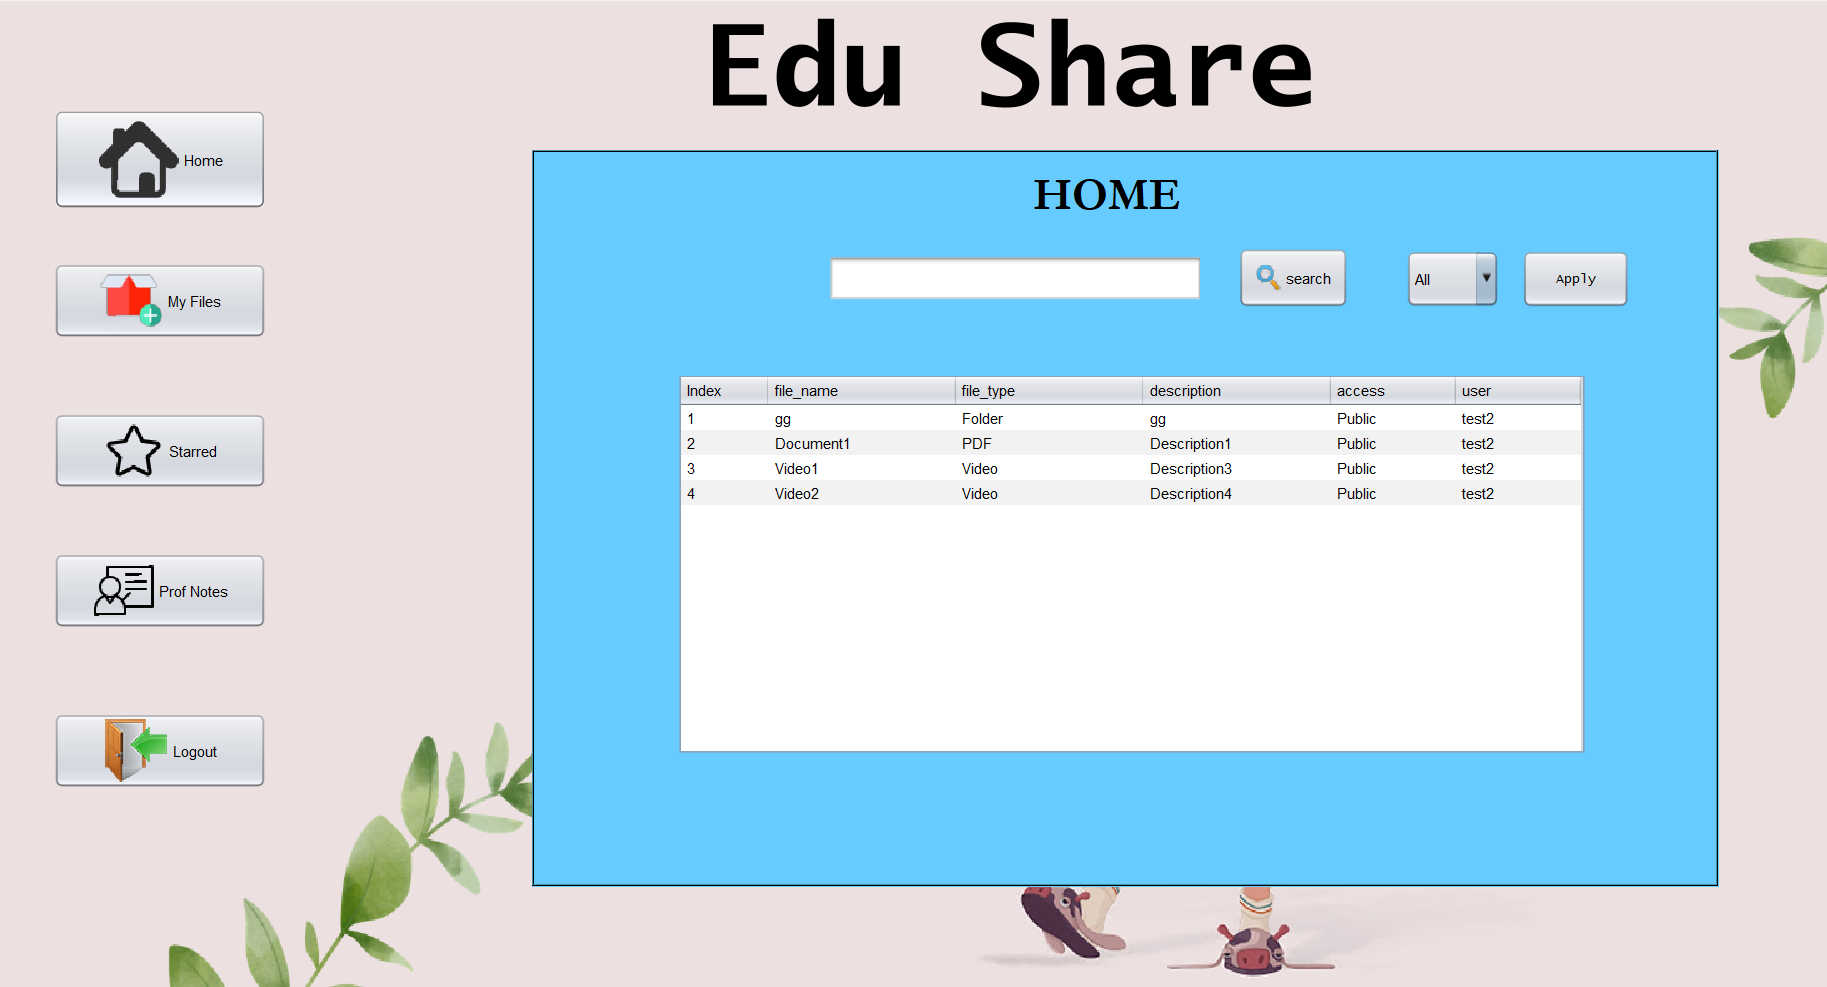 Edu Share
Home
My Files
Starred
Prof Notes
Logout
HOME
search
All
Apply
Index file_name file_type description access user
1 gg Folder gg Public test2
2 Document1 PDF Description1 Public test2
3 Video1 Video Description3 Public test2
4 Video2 Video Description4 Public test2